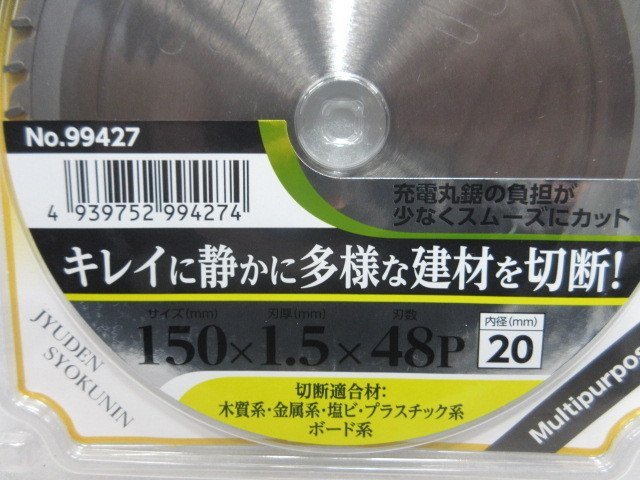 No.99427
4 939752 994274
充電丸鋸の負担が
少なくスムーズにカット
キレイに静かに多様な建材を切断!
サイズ(mm) 刃厚(mm) 刃数 内径(mm)
150×1.5×48P 20
JYUDEN
SYOKUNIN
切断適合材:
木質系・金属系・塩ビ・プラスチック系
ボード系
Multipurpos